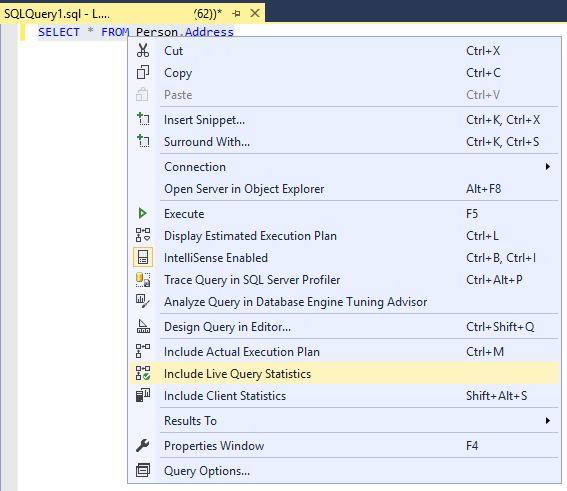 SQLQuery1.sql - L.... (62))*
SELECT * FROM Person.Address
Cut Ctrl+X
Copy Ctrl+C
Paste Ctrl+V
Insert Snippet... Ctrl+K, Ctrl+X
Surround With... Ctrl+K, Ctrl+S
Connection
Open Server in Object Explorer Alt+F8
Execute F5
Display Estimated Execution Plan Ctrl+L
IntelliSense Enabled Ctrl+B, Ctrl+I
Trace Query in SQL Server Profiler Ctrl+Alt+P
Analyze Query in Database Engine Tuning Advisor
Design Query in Editor... Ctrl+Shift+Q
Include Actual Execution Plan Ctrl+M
Include Live Query Statistics
Include Client Statistics Shift+Alt+S
Results To
Properties Window F4
Query Options...